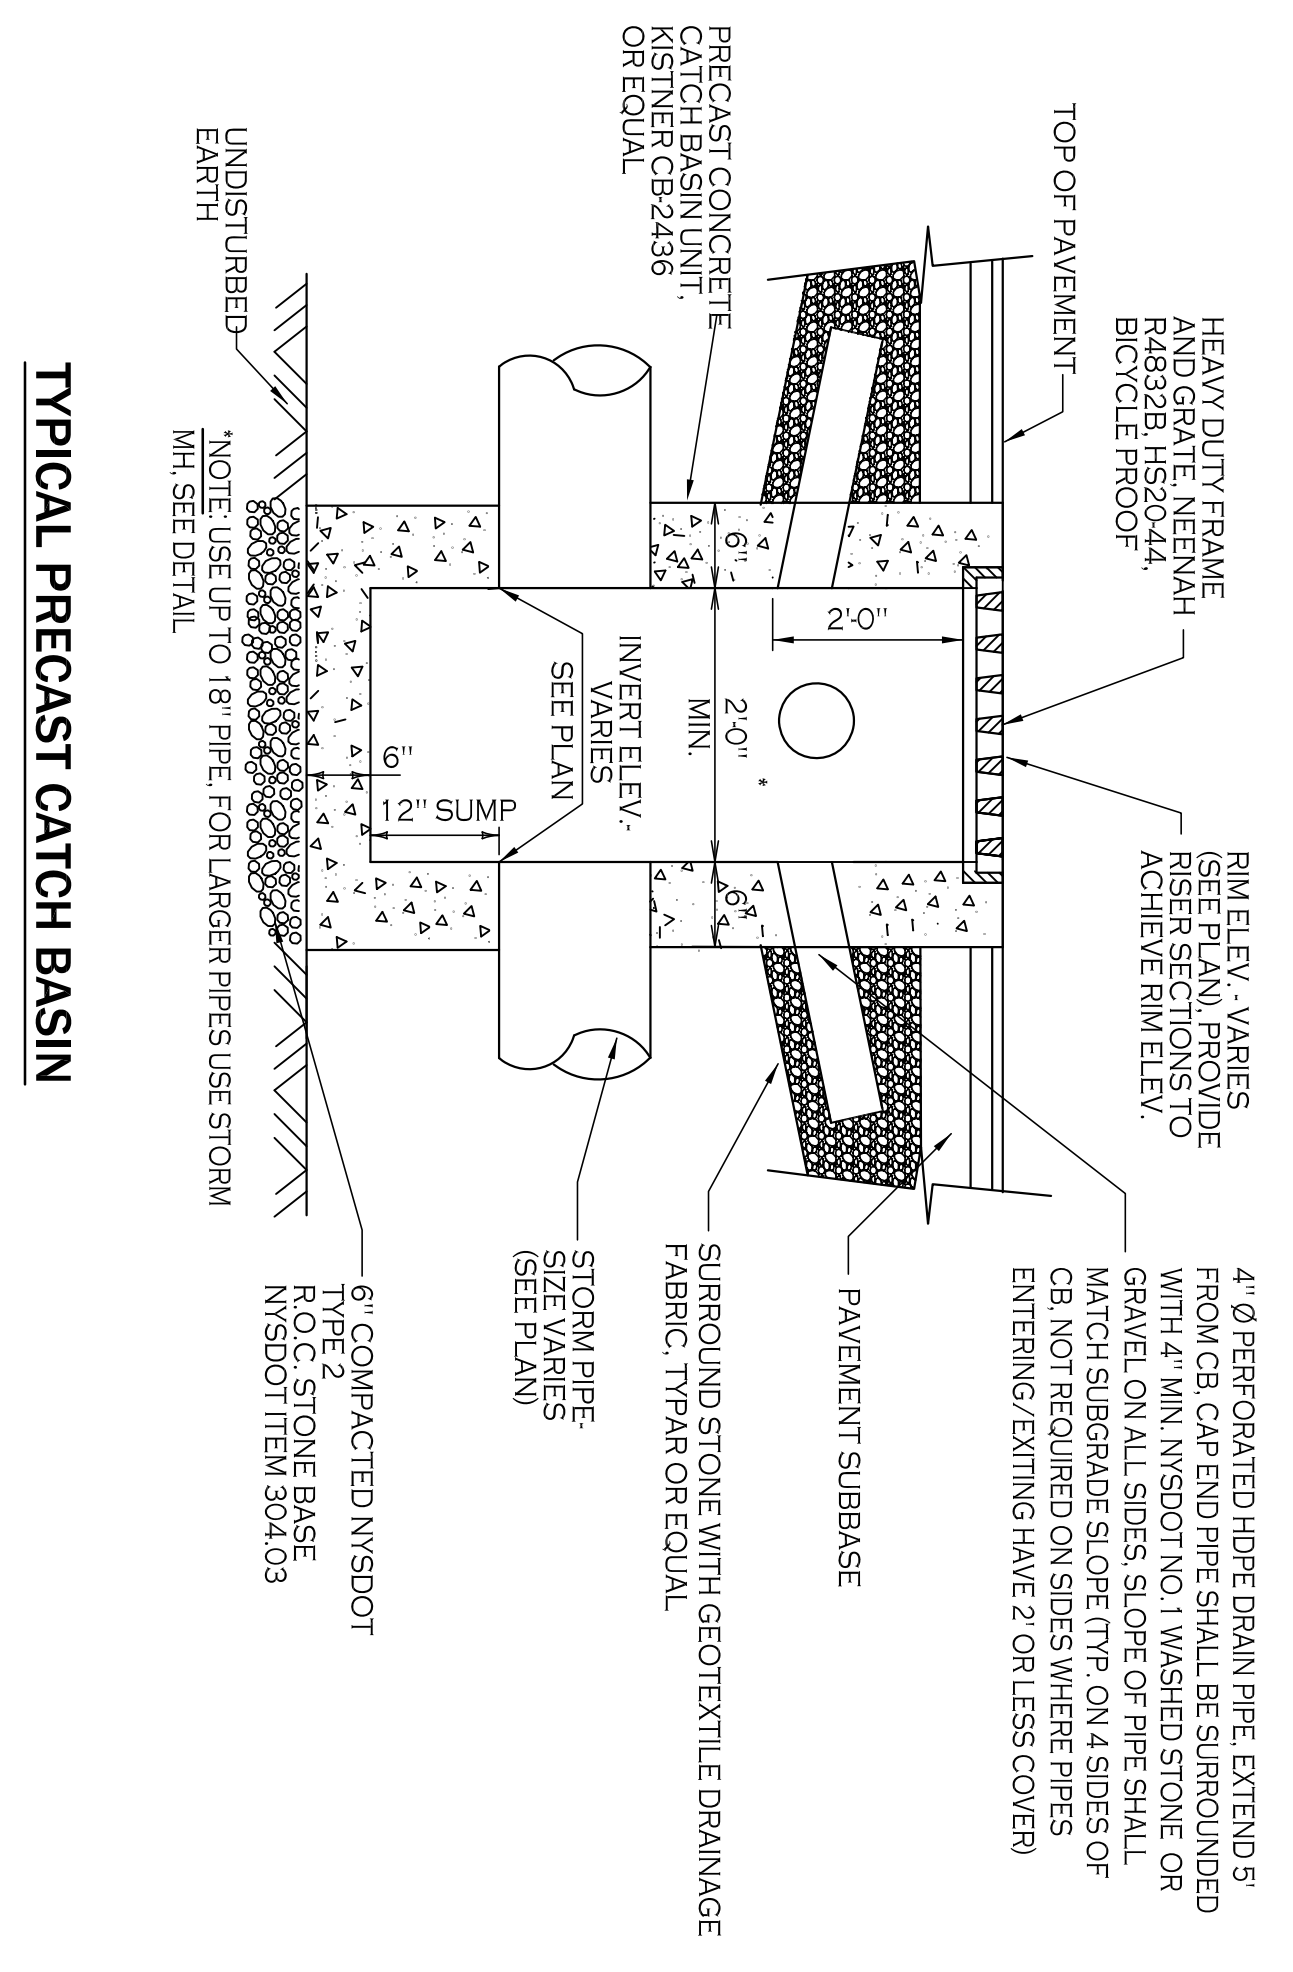 HEAVY DUTY FRAME
AND GRATE, NEENAH
R4832B, HS20-44,
BICYCLE PROOF
RIM ELEV. - VARIES
(SEE PLAN), PROVIDE
RISER SECTIONS TO
ACHIEVE RIM ELEV.
4" Ø PERFORATED HDPE DRAIN PIPE, EXTEND 5'
FROM CB, CAP END PIPE SHALL BE SURROUNDED
WITH 4" MIN. NYSDOT NO.1 WASHED STONE OR
GRAVEL ON ALL SIDES, SLOPE OF PIPE SHALL
MATCH SUBGRADE SLOPE (TYP. ON 4 SIDES OF
CB, NOT REQUIRED ON SIDES WHERE PIPES
ENTERING/EXITING HAVE 2' OR LESS COVER)
TOP OF PAVEMENT
2'-0"
PAVEMENT SUBBASE
PRECAST CONCRETE
CATCH BASIN UNIT,
KISTNER CB-2436
OR EQUAL
6"
2'-0"
MIN.
*
6"
SURROUND STONE WITH GEOTEXTILE DRAINAGE
FABRIC, TYPAR OR EQUAL
INVERT ELEV.-
VARIES
SEE PLAN
STORM PIPE-
SIZE VARIES
(SEE PLAN)
12" SUMP
6"
6" COMPACTED NYSDOT
TYPE 2
R.O.C. STONE BASE
NYSDOT ITEM 304.03
UNDISTURBED
EARTH
*NOTE: USE UP TO 18" PIPE, FOR LARGER PIPES USE STORM
MH, SEE DETAIL
TYPICAL PRECAST CATCH BASIN